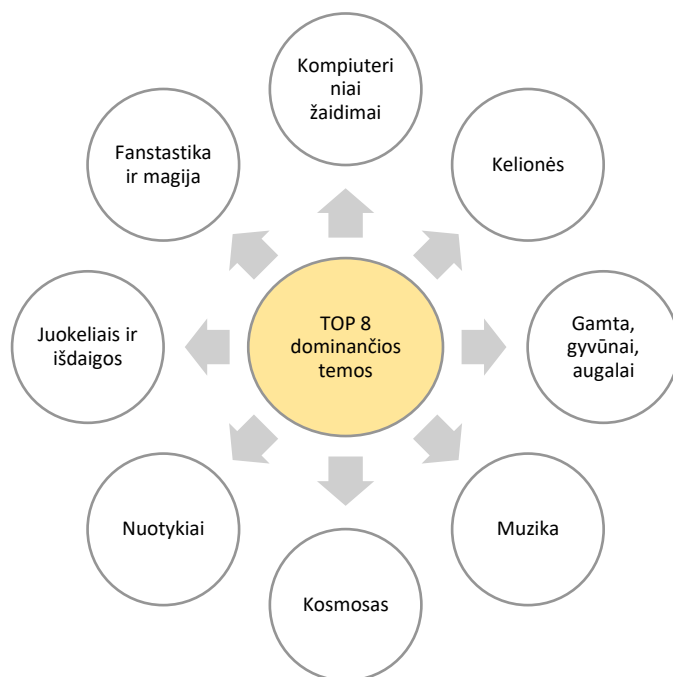 Kompiuteri
niai
žaidimai
Fanstastika
ir magija
Kelionės
Juokeliais ir
išdaigos
TOP 8
dominančios
temos
Gamta,
gyvūnai,
augalai
Nuotykiai
Muzika
Kosmosas